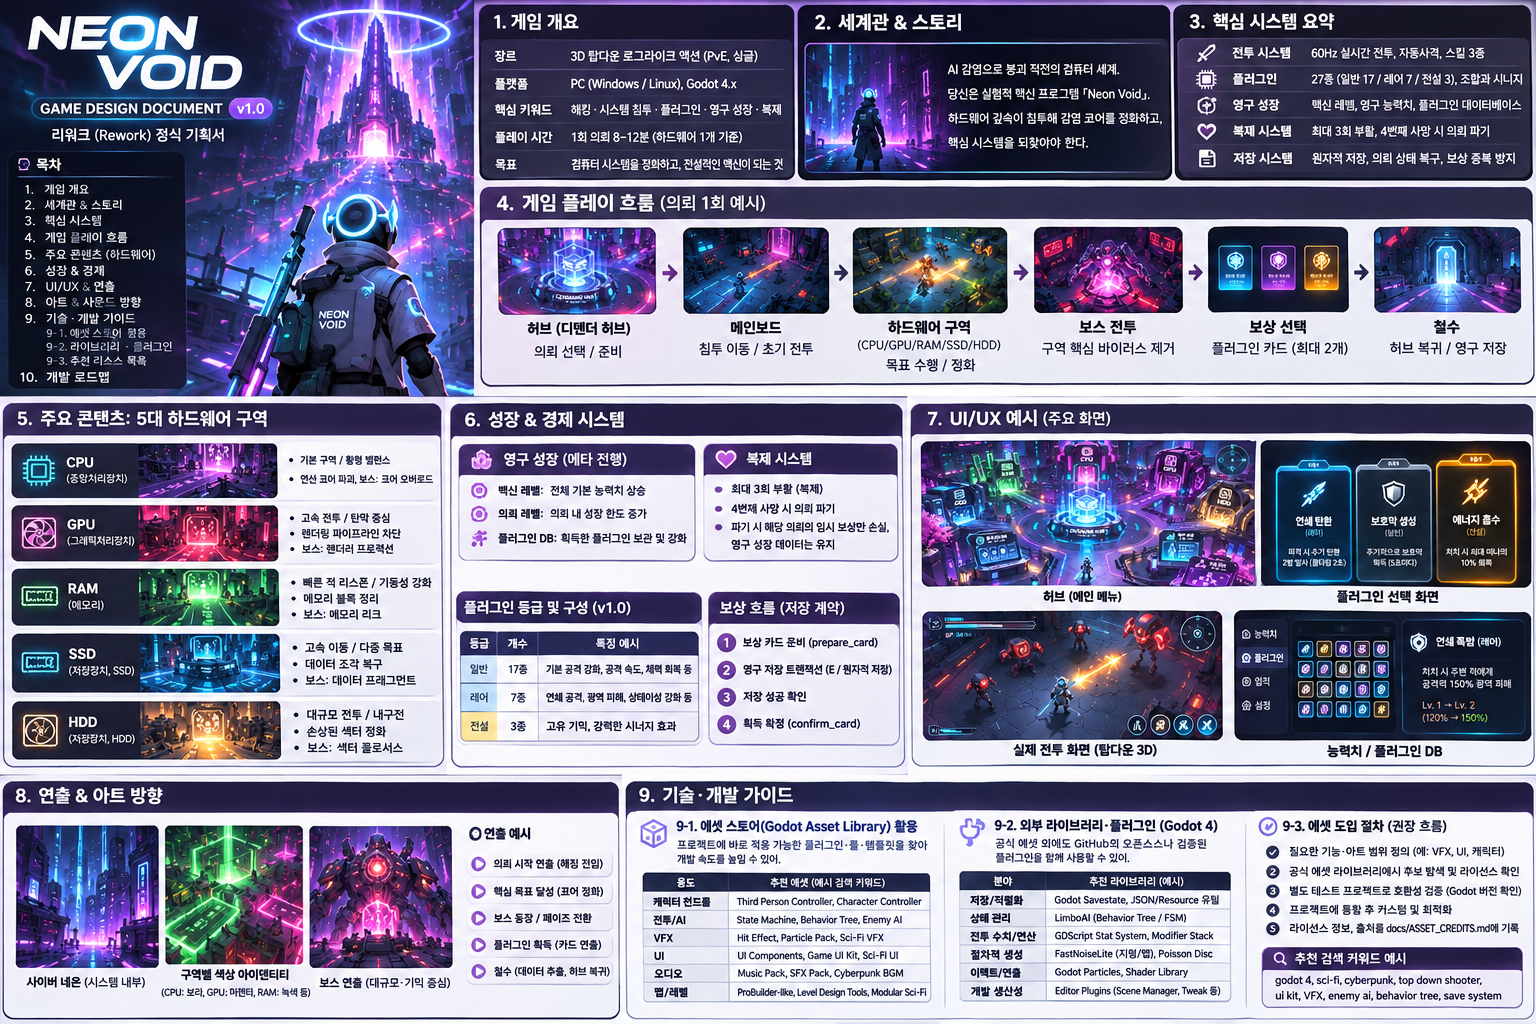 NEON
VOID
GAME DESIGN DOCUMENT v1.0
리워크 (Rework) 정식 기획서
목차
1. 게임 개요
2. 세계관 & 스토리
3. 핵심 시스템
4. 게임 플레이 흐름
5. 주요 콘텐츠 (하드웨어)
6. 성장 & 경제
7. UI/UX & 연출
8. 아트 & 사운드 방향
9. 기술 · 개발 가이드
9-1. 에셋 스토어 활용
9-2. 라이브러리 · 플러그인
9-3. 추천 리소스 목록
10. 개발 로드맵
NEON
VOID
1. 게임 개요
장르 3D 탑다운 로그라이크 액션 (PvE, 싱글)
플랫폼 PC (Windows / Linux), Godot 4.x
핵심 키워드 해킹 · 시스템 침투 · 플러그인 · 영구 성장 · 복제
플레이 시간 1회 의뢰 8–12분 (하드웨어 1개 기준)
목표 컴퓨터 시스템을 정화하고, 전설적인 맥신이 되는 것
2. 세계관 & 스토리
AI 감염으로 붕괴 직전의 컴퓨터 세계.
당신은 실험적 백신 프로그램 「Neon Void」.
하드웨어 깊숙이 침투해 감염 코어를 정화하고,
핵심 시스템을 되찾아야 한다.
3. 핵심 시스템 요약
전투 시스템 60Hz 실시간 전투, 자동사격, 스킬 3종
플러그인 27종 (일반 17 / 레어 7 / 전설 3), 조합과 시너지
영구 성장 맥신 레벨, 영구 능력치, 플러그인 데이터베이스
복제 시스템 최대 3회 부활, 4번째 사망 시 의뢰 파기
저장 시스템 원자적 저장, 의뢰 상태 복구, 보상 중복 방지
4. 게임 플레이 흐름 (의뢰 1회 예시)
허브 (디펜더 허브)
의뢰 선택 / 준비
메인보드
침투 이동 / 초기 전투
하드웨어 구역
(CPU/GPU/RAM/SSD/HDD)
목표 수행 / 정화
보스 전투
구역 핵심 바이러스 제거
보상 선택
플러그인 카드 (최대 2개)
철수
허브 복귀 / 영구 저장
5. 주요 콘텐츠: 5대 하드웨어 구역
CPU
(중앙처리장치)
• 기본 구역 / 황형 밸런스
• 연산 코어 파괴, 보스: 코어 오버로드
GPU
(그래픽처리장치)
• 고속 전투 / 탄막 중심
• 렌더링 파이프라인 차단
• 보스: 렌더러 프로젝션
RAM
(메모리)
• 빠른 적 리스폰 / 기동성 강화
• 메모리 블록 정리
• 보스: 메모리 리크
SSD
(저장장치, SSD)
• 고속 이동 / 다중 목표
• 데이터 조각 복구
• 보스: 데이터 프래그먼트
HDD
(저장장치, HDD)
• 대규모 전투 / 내구전
• 손상된 섹터 정화
• 보스: 섹터 콜로서스
6. 성장 & 경제 시스템
영구 성장 (메타 진행)
백신 레벨: 전체 기본 능력치 상승
의뢰 레벨: 의뢰 내 성장 한도 증가
플러그인 DB: 획득한 플러그인 보관 및 강화
복제 시스템
• 최대 3회 부활 (복제)
• 4번째 사망 시 의뢰 파기
• 파기 시 해당 의뢰의 임시 보상만 손실,
영구 성장 데이터는 유지
플러그인 등급 및 구성 (v1.0)
등급 개수 특징 예시
일반 17종 기본 공격 강화, 공격 속도, 체력 회복 등
레어 7종 연쇄 공격, 광역 피해, 상태이상 강화 등
전설 3종 고유 기믹, 강력한 시너지 효과
보상 흐름 (저장 계약)
1 보상 카드 준비 (prepare_card)
2 영구 저장 트랜잭션 (E / 원자적 저장)
3 저장 성공 확인
4 획득 확정 (confirm_card)
7. UI/UX 예시 (주요 화면)
CPU
허브 (메인 메뉴)
연쇄 탄환
보호막 생성
에너지 흡수
플러그인 선택 화면
실제 전투 화면 (탑다운 3D)
능력치
플러그인
업적
설정
연쇄 폭팜 (레어)
처치 시 주변 적에게
공격력 150% 광역 피해
Lv. 1 → Lv. 2
(120% → 150%)
능력치 / 플러그인 DB
8. 연출 & 아트 방향
사이버 네온 (시스템 내부)
구역별 색상 아이덴티티
(CPU: 보라, GPU: 마젠타, RAM: 녹색 등)
보스 연출 (대규모·기믹 중심)
연출 예시
의뢰 시작 연출 (해킹 전임)
핵심 목표 달성 (코어 정화)
보스 등장 / 페이즈 전환
플러그인 획득 (카드 연출)
철수 (데이터 추출, 허브 복귀)
9. 기술·개발 가이드
9-1. 에셋 스토어(Godot Asset Library) 활용
프로젝트에 바로 적용 가능한 플러그인·툴·템플릿을 찾아
개발 속도를 높일 수 있어.
용도 추천 에셋 (예시 검색 키워드)
캐릭터 컨트롤 Third Person Controller, Character Controller
전투/AI State Machine, Behavior Tree, Enemy AI
VFX Hit Effect, Particle Pack, Sci-Fi VFX
UI UI Components, Game UI Kit, Sci-Fi UI
오디오 Music Pack, SFX Pack, Cyberpunk BGM
맵/레벨 ProBuilder-like, Level Design Tools, Modular Sci-Fi
9-2. 외부 라이브러리·플러그인 (Godot 4)
공식 에셋 외에도 GitHub의 오픈소스나 검증된
플러그인을 함께 사용할 수 있어.
분야 추천 라이브러리 (예시)
저장/직렬화 Godot Savestate, JSON/Resource 유틸
상태 관리 LimboAI (Behavior Tree / FSM)
전투 수치/연산 GDScript Stat System, Modifier Stack
절차적 생성 FastNoiseLite (지형/맵), Poisson Disc
이펙트/연출 Godot Particles, Shader Library
개발 생산성 Editor Plugins (Scene Manager, Tweak 등)
9-3. 에셋 도입 절차 (권장 흐름)
필요한 기능·아트 범위 정의 (예: VFX, UI, 캐릭터)
2 공식 에셋 라이브러리에서 후보 탐색 및 라이선스 확인
3 별도 테스트 프로젝트로 호환성 검증 (Godot 버전 확인)
4 프로젝트에 통합 후 커스텀 및 최적화
5 라이선스 정보, 출처를 docs/ASSET_CREDITS.md에 기록
추천 검색 키워드 예시
godot 4, sci-fi, cyberpunk, top down shooter,
ui kit, VFX, enemy ai, behavior tree, save system